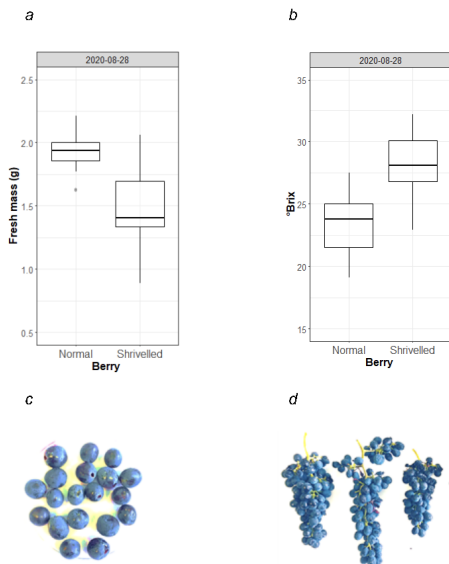 a
b
2020-08-28
2020-08-28
Fresh mass (g)
2.5
2.0
1.5
1.0
0.5
Normal
Shrivelled
Berry
°Brix
35
30
25
20
15
Normal
Shrivelled
Berry
c
d